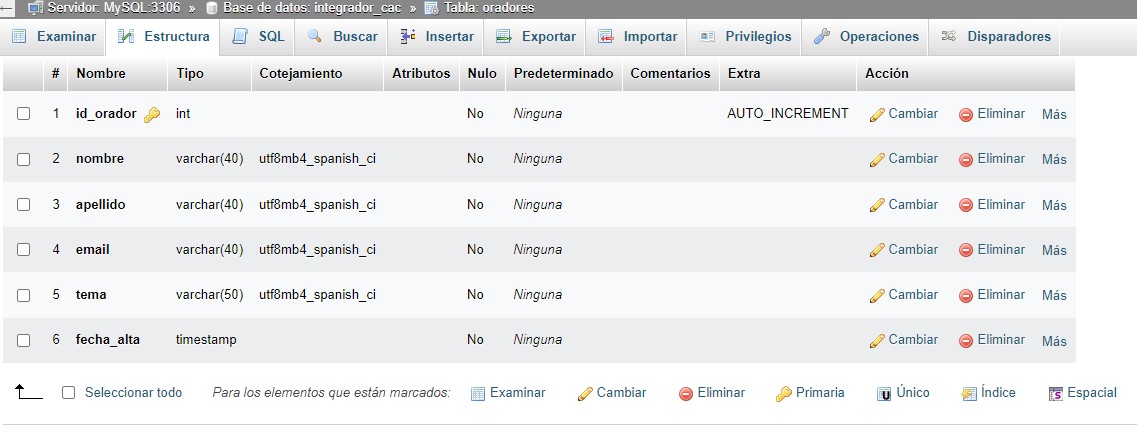 Servidor: MySQL:3306 » Base de datos: integrador_cac » Tabla: oradores
Examinar Estructura SQL Buscar Insertar Exportar Importar Privilegios Operaciones Disparadores
# Nombre Tipo Cotejamiento Atributos Nulo Predeterminado Comentarios Extra Acción
1 id_orador int No Ninguna AUTO_INCREMENT Cambiar Eliminar Más
2 nombre varchar(40) utf8mb4_spanish_ci No Ninguna Cambiar Eliminar Más
3 apellido varchar(40) utf8mb4_spanish_ci No Ninguna Cambiar Eliminar Más
4 email varchar(40) utf8mb4_spanish_ci No Ninguna Cambiar Eliminar Más
5 tema varchar(50) utf8mb4_spanish_ci No Ninguna Cambiar Eliminar Más
6 fecha_alta timestamp No Ninguna Cambiar Eliminar Más
Seleccionar todo Para los elementos que están marcados: Examinar Cambiar Eliminar Primaria Único Índice Espacial